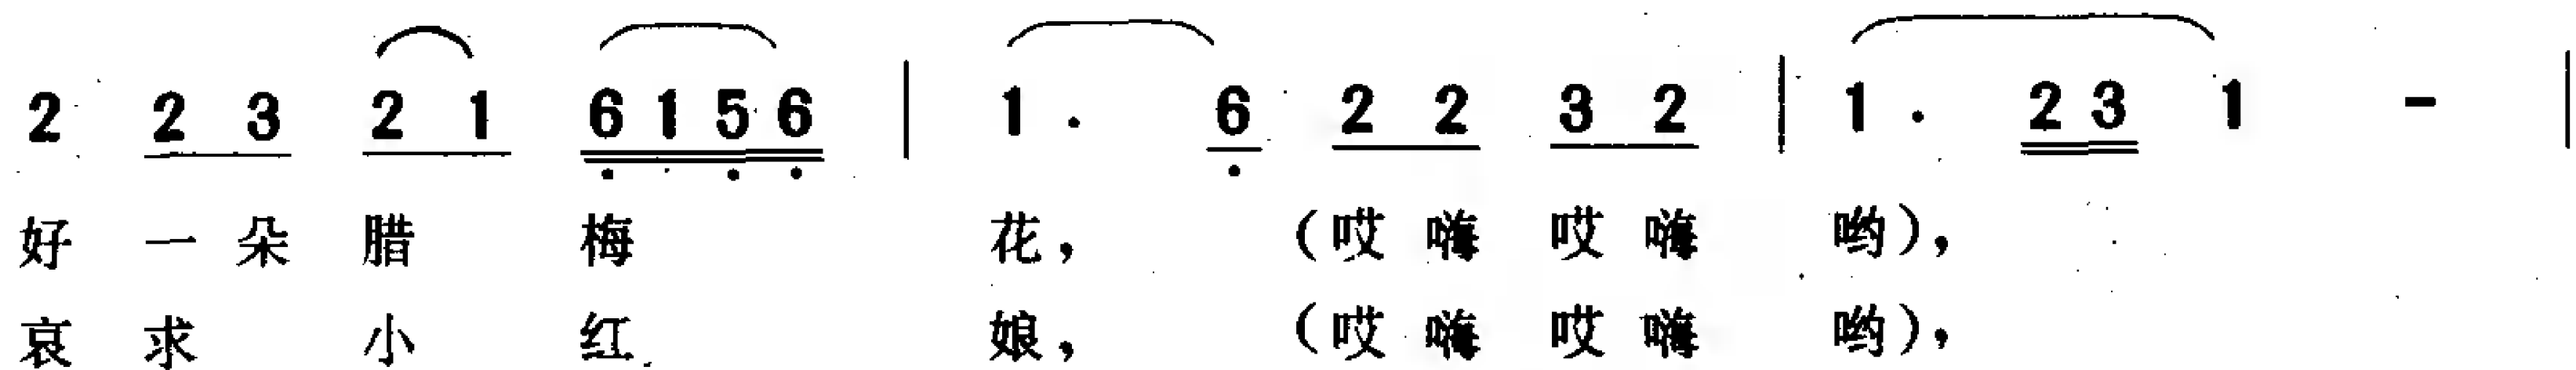 2 2 3 2 1 6 1 5 6 | 1 . 6 2 2 3 2 | 1 . 2 3 1 - |
好 一 朵 腊 梅 花， （哎 嗨 哎 嗨 哟），
哀 求 小 红 娘， （哎 嗨 哎 嗨 哟），